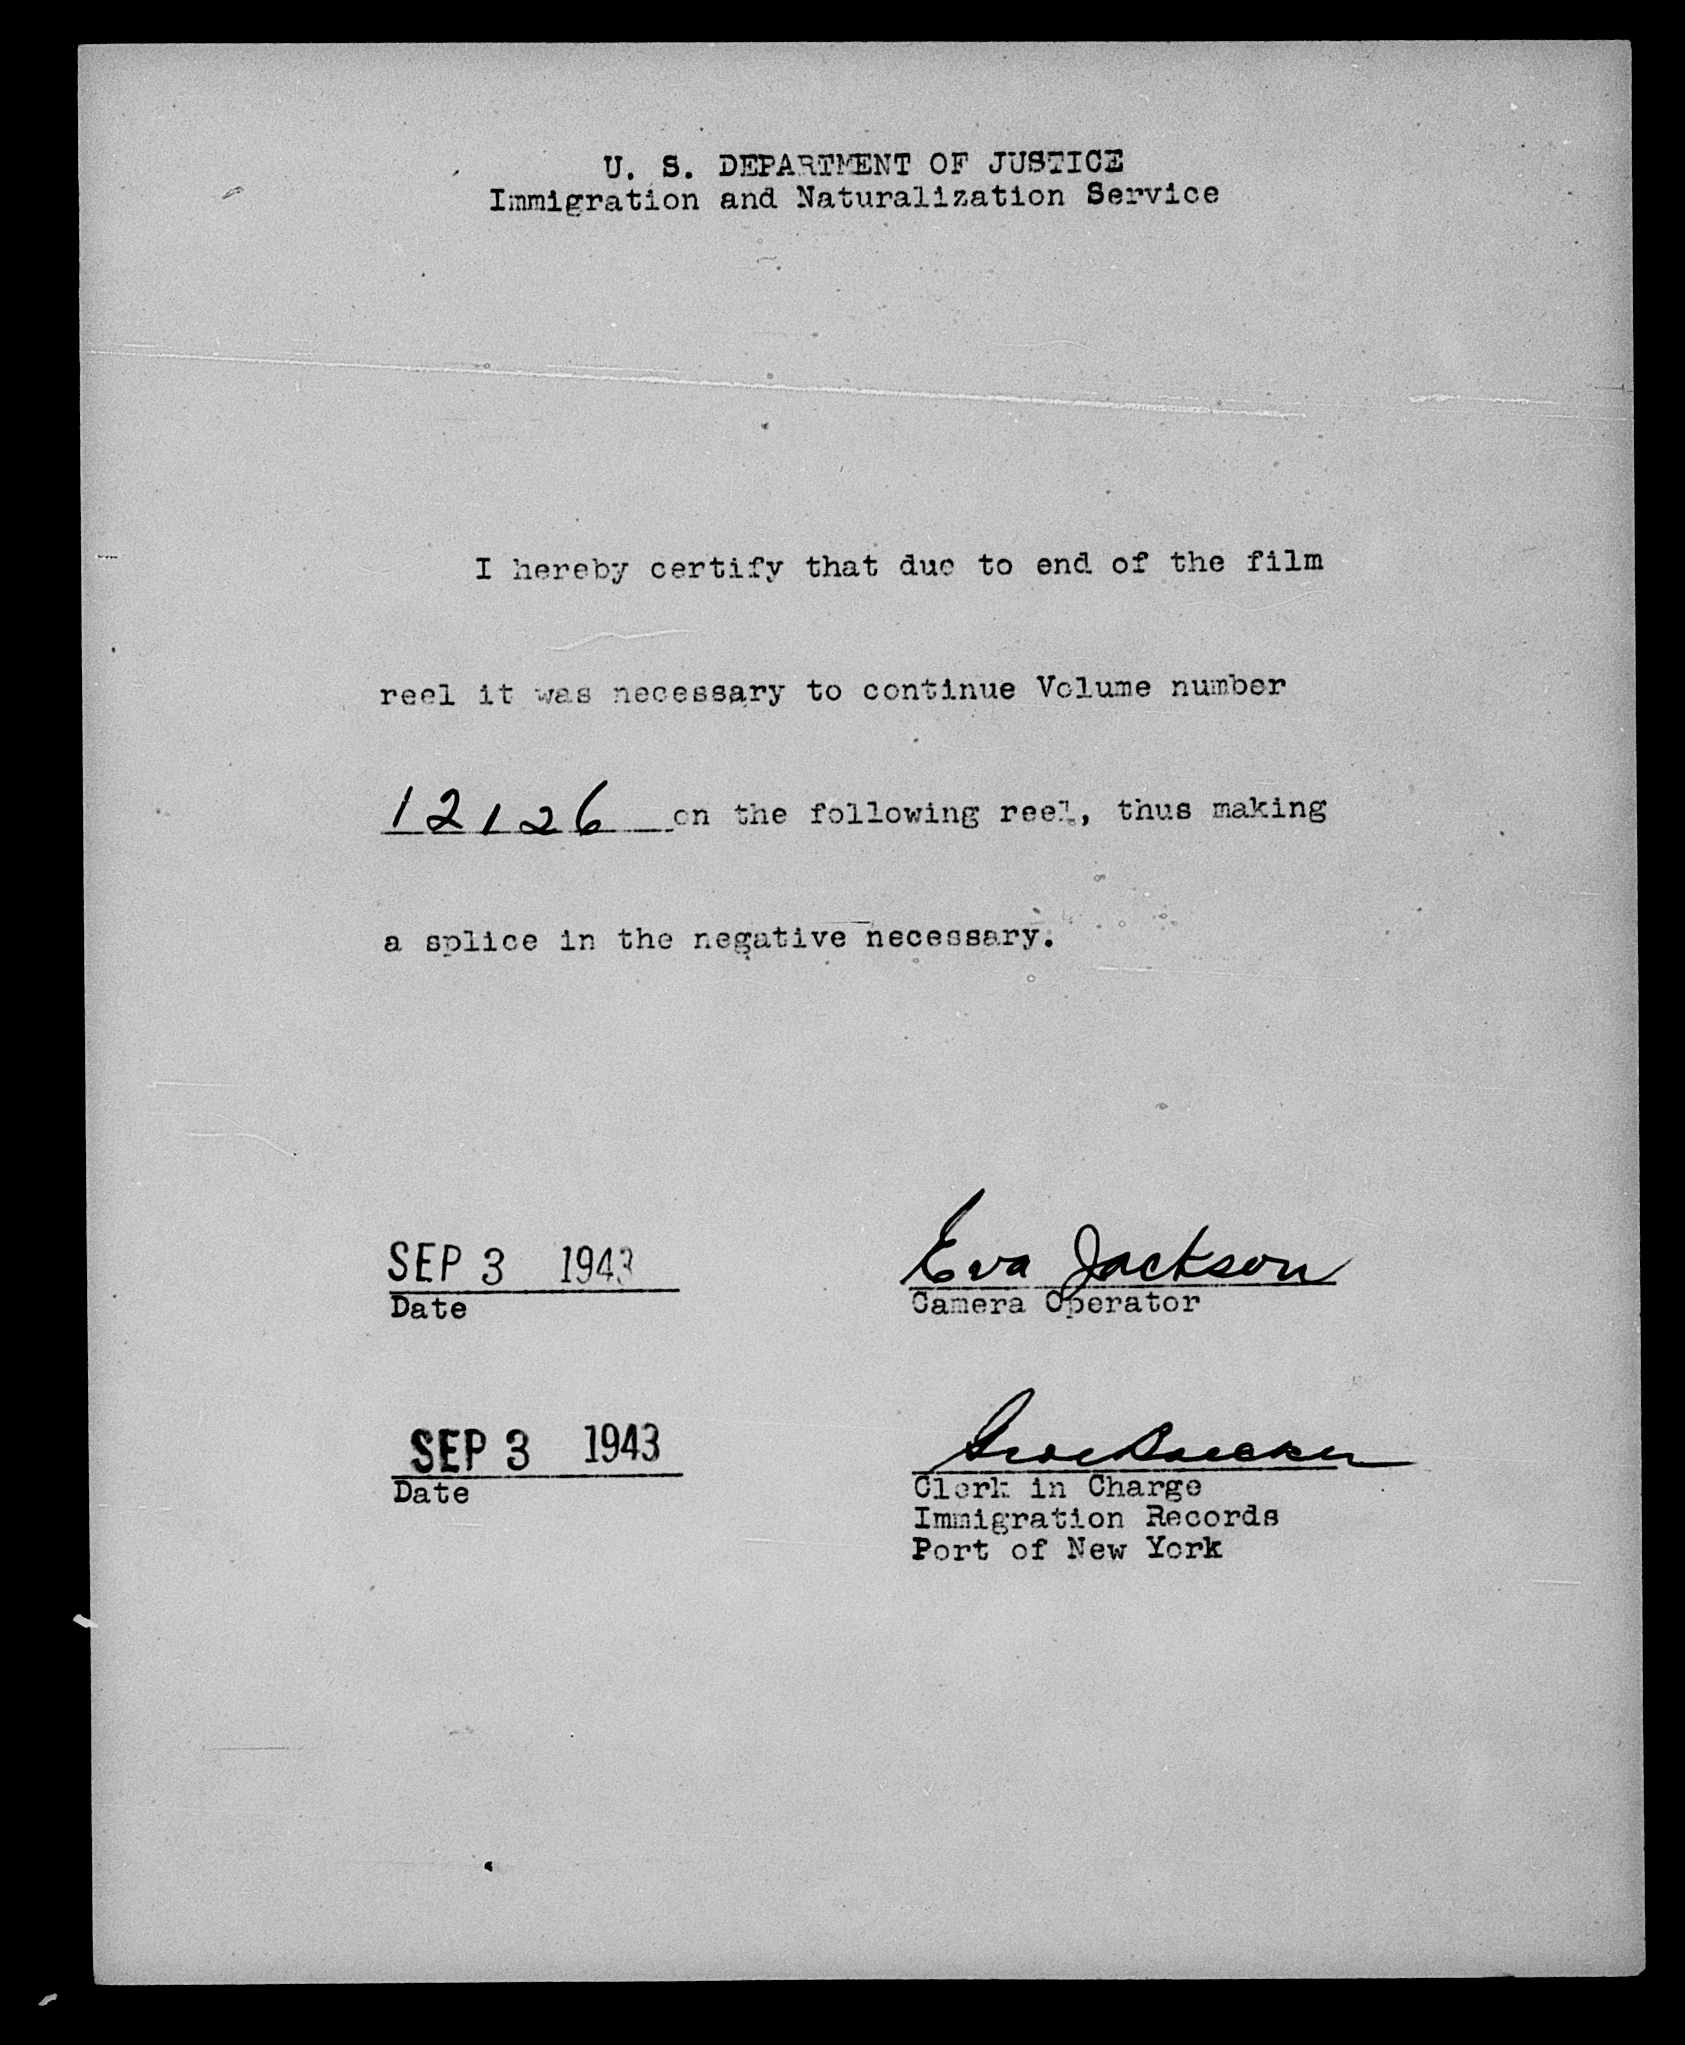 U. S. DEPARTMENT OF JUSTICE
Immigration and Naturalization Service
I hereby certify that due to end of the film
reel it was necessary to continue Volume number
12126 on the following reel, thus making
a splice in the negative necessary.
SEP 3 1943
Date
Eva Jackson
Camera Operator
SEP 3 1943
Date
Clerk in Charge
Immigration Records
Port of New York